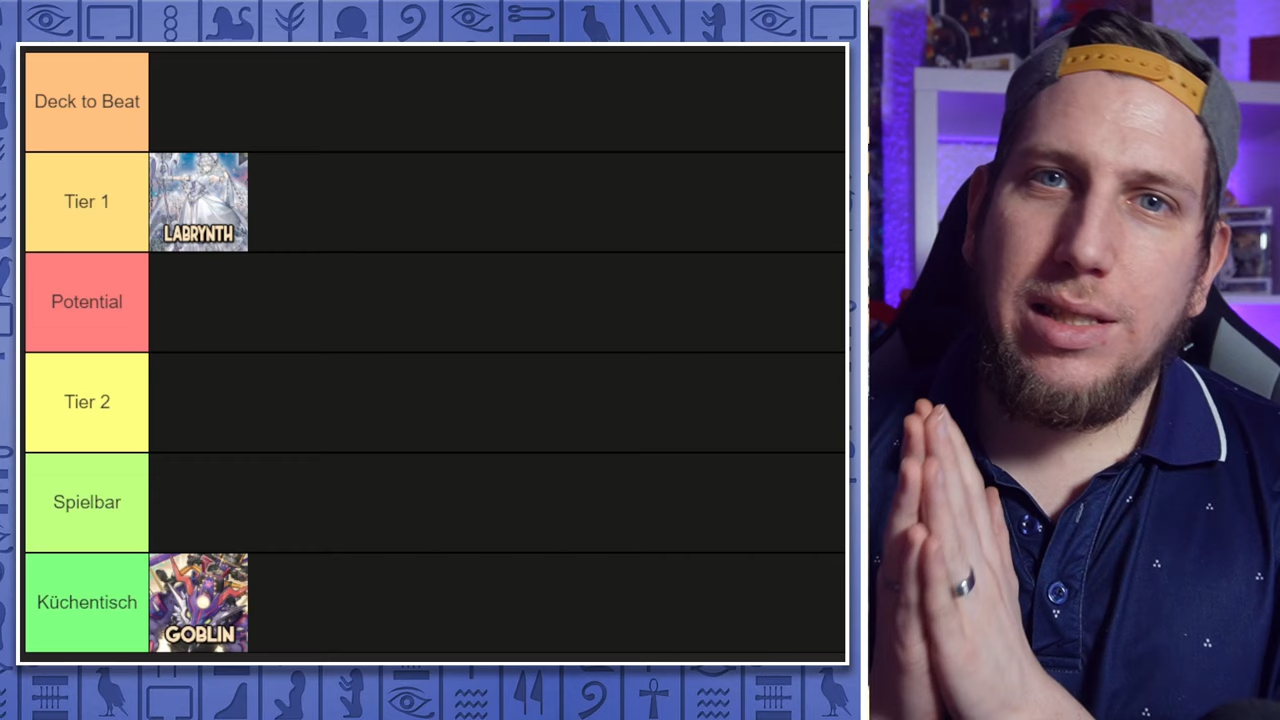 Deck to Beat
Tier 1
LABRYNTH
Potential
Tier 2
Spielbar
Küchentisch
GOBLIN